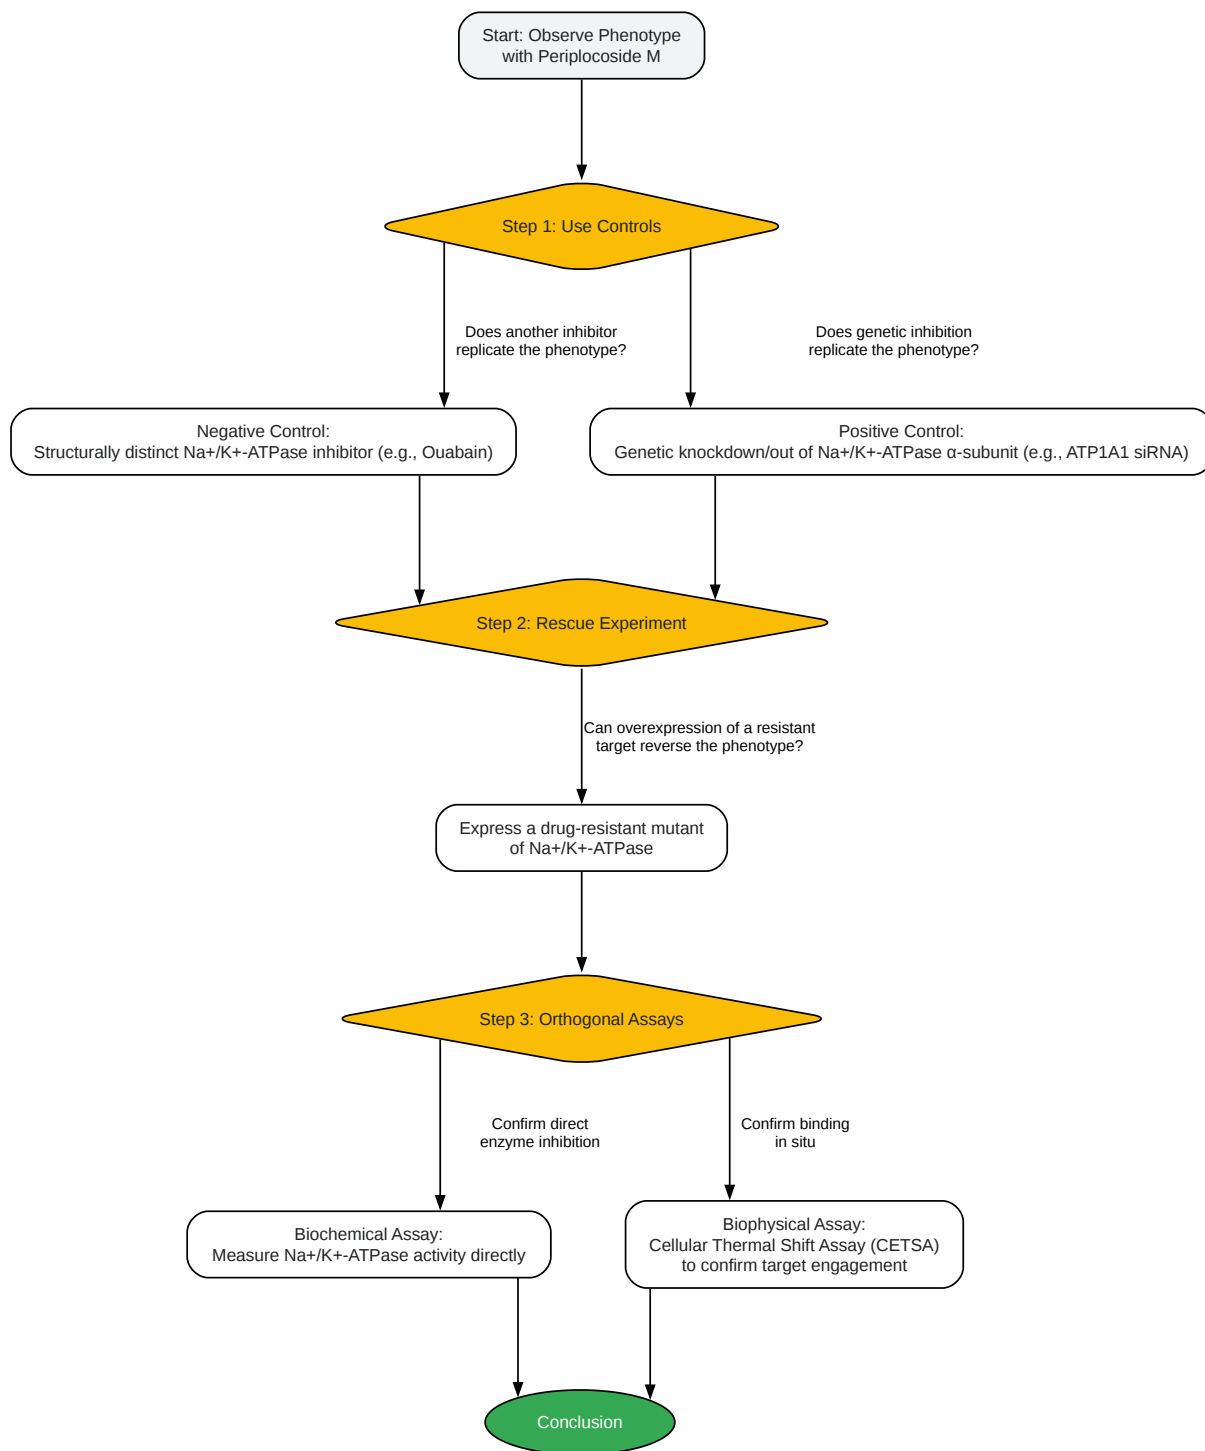 Start: Observe Phenotype
with Periplocoside M
Step 1: Use Controls
Does another inhibitor
replicate the phenotype?
Does genetic inhibition
replicate the phenotype?
Negative Control:
Structurally distinct Na+/K+-ATPase inhibitor (e.g., Ouabain)
Positive Control:
Genetic knockdown/out of Na+/K+-ATPase α-subunit (e.g., ATP1A1 siRNA)
Step 2: Rescue Experiment
Can overexpression of a resistant
target reverse the phenotype?
Express a drug-resistant mutant
of Na+/K+-ATPase
Step 3: Orthogonal Assays
Confirm direct
enzyme inhibition
Confirm binding
in situ
Biochemical Assay:
Measure Na+/K+-ATPase activity directly
Biophysical Assay:
Cellular Thermal Shift Assay (CETSA)
to confirm target engagement
Conclusion